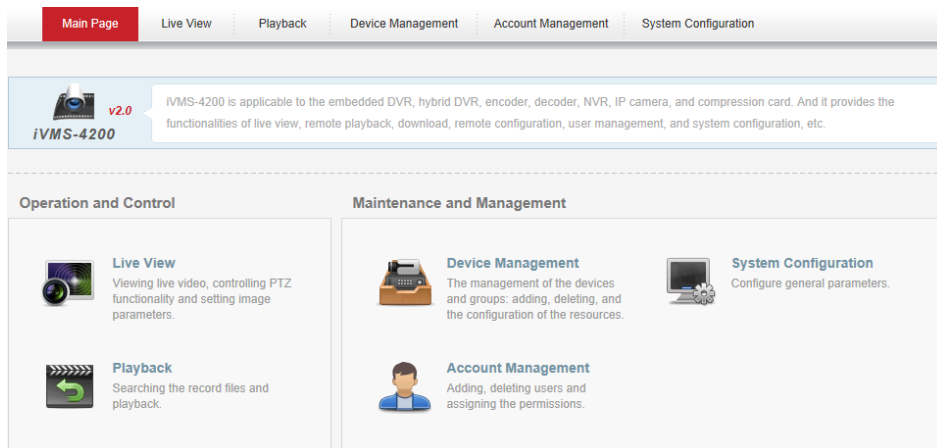 Main Page Live View Playback Device Management Account Management System Configuration
iVMS-4200 v2.0
iVMS-4200 is applicable to the embedded DVR, hybrid DVR, encoder, decoder, NVR, IP camera, and compression card. And it provides the
functionalities of live view, remote playback, download, remote configuration, user management, and system configuration, etc.
Operation and Control
Live View
Viewing live video, controlling PTZ
functionality and setting image
parameters.
Playback
Searching the record files and
playback.
Maintenance and Management
Device Management
The management of the devices
and groups: adding, deleting, and
the configuration of the resources.
System Configuration
Configure general parameters.
Account Management
Adding, deleting users and
assigning the permissions.